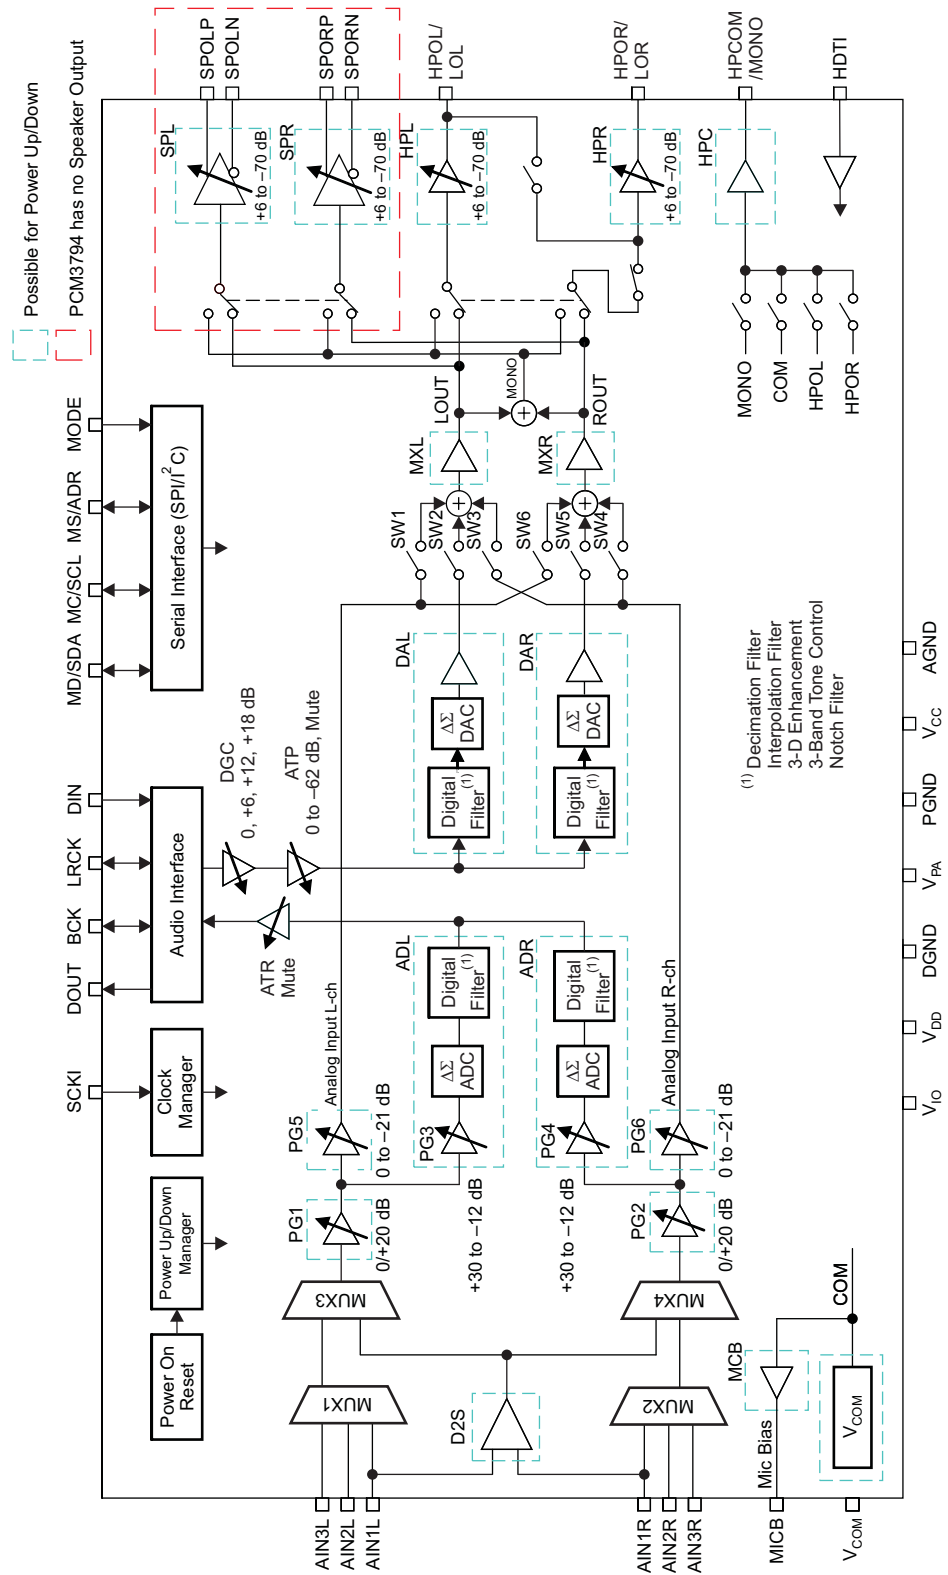 Possible for Power Up/Down
PCM3794 has no Speaker Output
SPOLP
SPOLN
SPORP
SPORN
HPOL/
LOL
HPOR/
LOR
HPCOM
/MONO
HDTI
SPL
+6 to –70 dB
SPR
+6 to –70 dB
HPL
+6 to –70 dB
HPR
+6 to –70 dB
HPC
MONO
COM
HPOL
HPOR
MODE
MS/ADR
MC/SCL
MD/SDA
Serial Interface (SPI/I²C)
LOUT
MONO
ROUT
MXL
MXR
SW1
SW2
SW3
SW6
SW5
SW4
DIN
LRCK
BCK
DOUT
Audio Interface
DGC
0, +6, +12, +18 dB
ATP
0 to –62 dB, Mute
ATR
Mute
DAL
ΔΣ
DAC
Digital
Filter(1)
DAR
ΔΣ
DAC
Digital
Filter(1)
(1) Decimation Filter
Interpolation Filter
3-D Enhancement
3-Band Tone Control
Notch Filter
AGND
VCC
PGND
VPA
DGND
VDD
VIO
SCKI
Clock
Manager
Power Up/Down
Manager
Power On
Reset
Analog Input L-ch
Analog Input R-ch
ADL
Digital
Filter(1)
ΔΣ
ADC
PG3
+30 to –12 dB
ADR
Digital
Filter(1)
ΔΣ
ADC
PG4
+30 to –12 dB
PG5
0 to –21 dB
PG6
0 to –21 dB
PG1
0/+20 dB
PG2
0/+20 dB
MUX3
MUX4
MUX1
MUX2
D2S
MCB
Mic Bias
COM
VCOM
AIN3L
AIN2L
AIN1L
AIN1R
AIN2R
AIN3R
MICB
VCOM